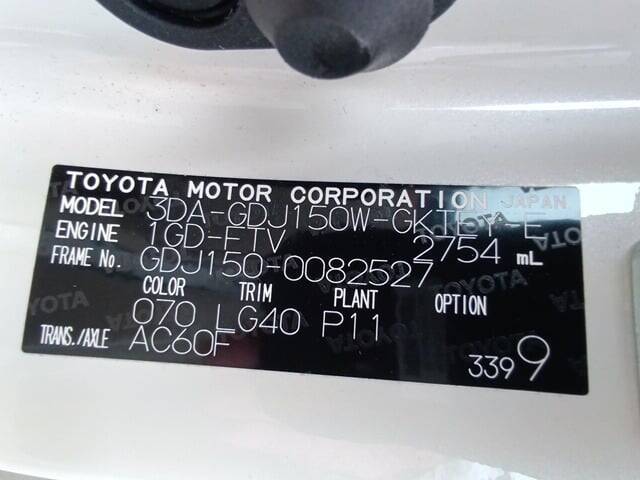 TOYOTA MOTOR CORPORATION JAPAN
MODEL 3DA-GDJ150W-GKTEY-E
ENGINE 1GD-FTV 2754 mL
FRAME No. GDJ150-0082527
COLOR TRIM PLANT OPTION
070 LG40 P11
TRANS./AXLE AC60F
3399